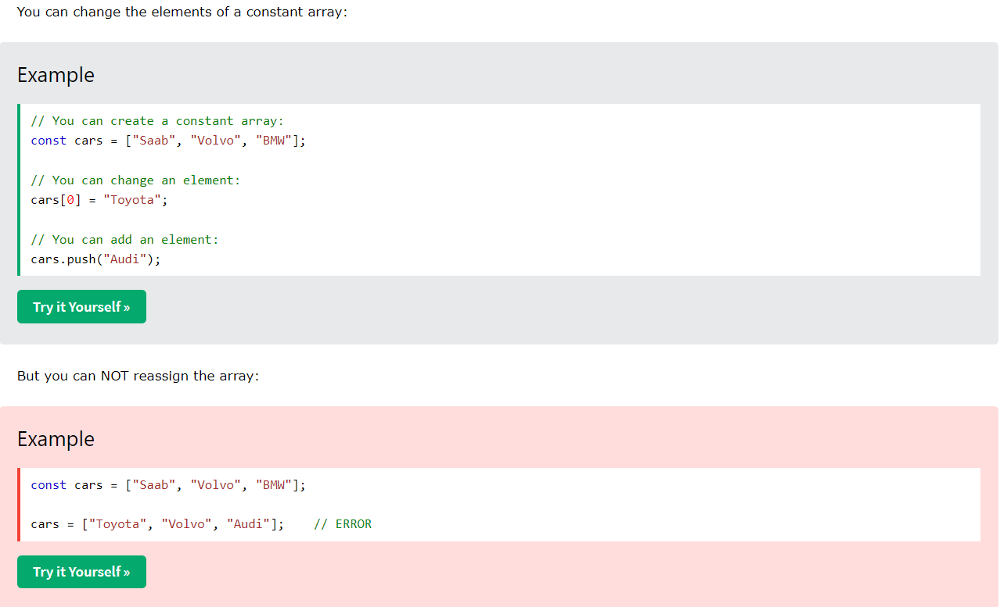 You can change the elements of a constant array:
Example
// You can create a constant array:
const cars = ["Saab", "Volvo", "BMW"];
// You can change an element:
cars[0] = "Toyota";
// You can add an element:
cars.push("Audi");
Try it Yourself »
But you can NOT reassign the array:
Example
const cars = ["Saab", "Volvo", "BMW"];
cars = ["Toyota", "Volvo", "Audi"];    // ERROR
Try it Yourself »